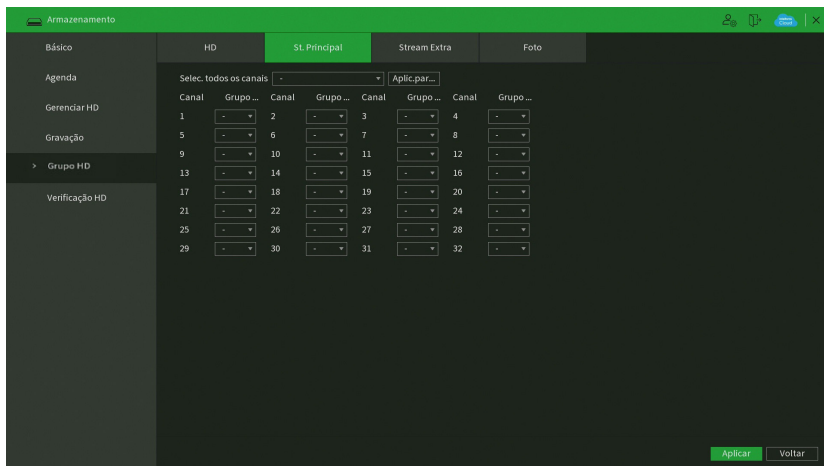 Armazenamento
Básico
Agenda
Gerenciar HD
Gravação
> Grupo HD
Verificação HD
HD St. Principal Stream Extra Foto
Selec. todos os canais - Aplic.par...
Canal Grupo ... Canal Grupo ... Canal Grupo ... Canal Grupo ...
1 - 2 - 3 - 4 -
5 - 6 - 7 - 8 -
9 - 10 - 11 - 12 -
13 - 14 - 15 - 16 -
17 - 18 - 19 - 20 -
21 - 22 - 23 - 24 -
25 - 26 - 27 - 28 -
29 - 30 - 31 - 32 -
Aplicar Voltar